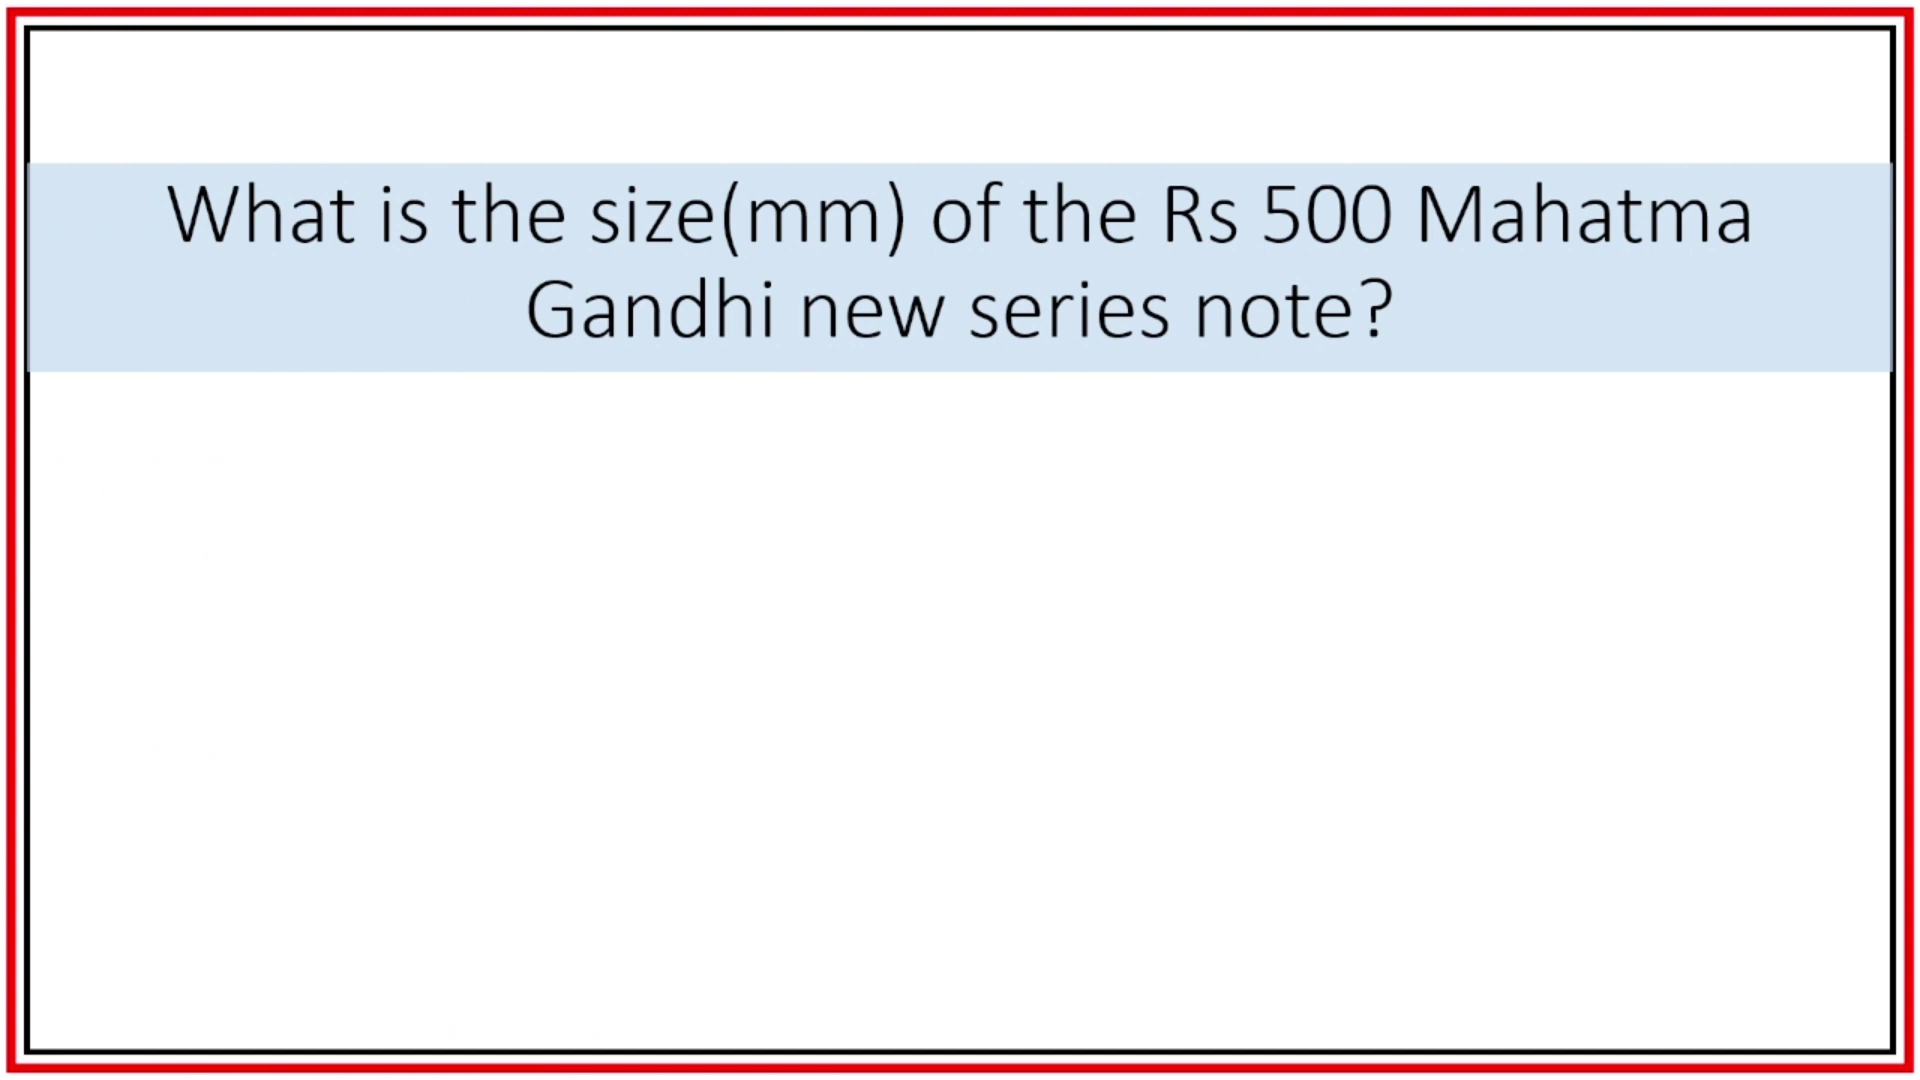 What is the size(mm) of the Rs 500 Mahatma
Gandhi new series note?